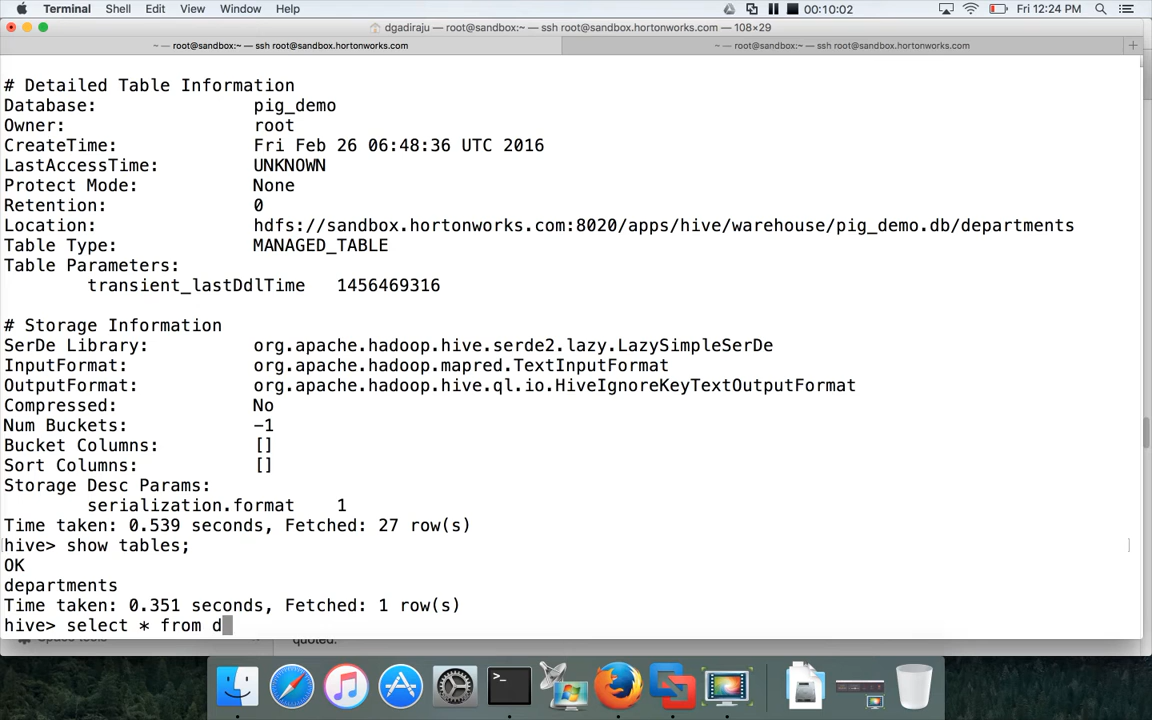 Terminal Shell Edit View Window Help 00:10:02 Fri 12:24 PM
dgadiraju — root@sandbox:~ — ssh root@sandbox.hortonworks.com — 108×29
~ — root@sandbox:~ — ssh root@sandbox.hortonworks.com ~ — root@sandbox:~ — ssh root@sandbox.hortonworks.com +
# Detailed Table Information
Database: pig_demo
Owner: root
CreateTime: Fri Feb 26 06:48:36 UTC 2016
LastAccessTime: UNKNOWN
Protect Mode: None
Retention: 0
Location: hdfs://sandbox.hortonworks.com:8020/apps/hive/warehouse/pig_demo.db/departments
Table Type: MANAGED_TABLE
Table Parameters:
transient_lastDdlTime 1456469316
# Storage Information
SerDe Library: org.apache.hadoop.hive.serde2.lazy.LazySimpleSerDe
InputFormat: org.apache.hadoop.mapred.TextInputFormat
OutputFormat: org.apache.hadoop.hive.ql.io.HiveIgnoreKeyTextOutputFormat
Compressed: No
Num Buckets: -1
Bucket Columns: []
Sort Columns: []
Storage Desc Params:
serialization.format 1
Time taken: 0.539 seconds, Fetched: 27 row(s)
hive> show tables;
OK
departments
Time taken: 0.351 seconds, Fetched: 1 row(s)
hive> select * from d
quoted.